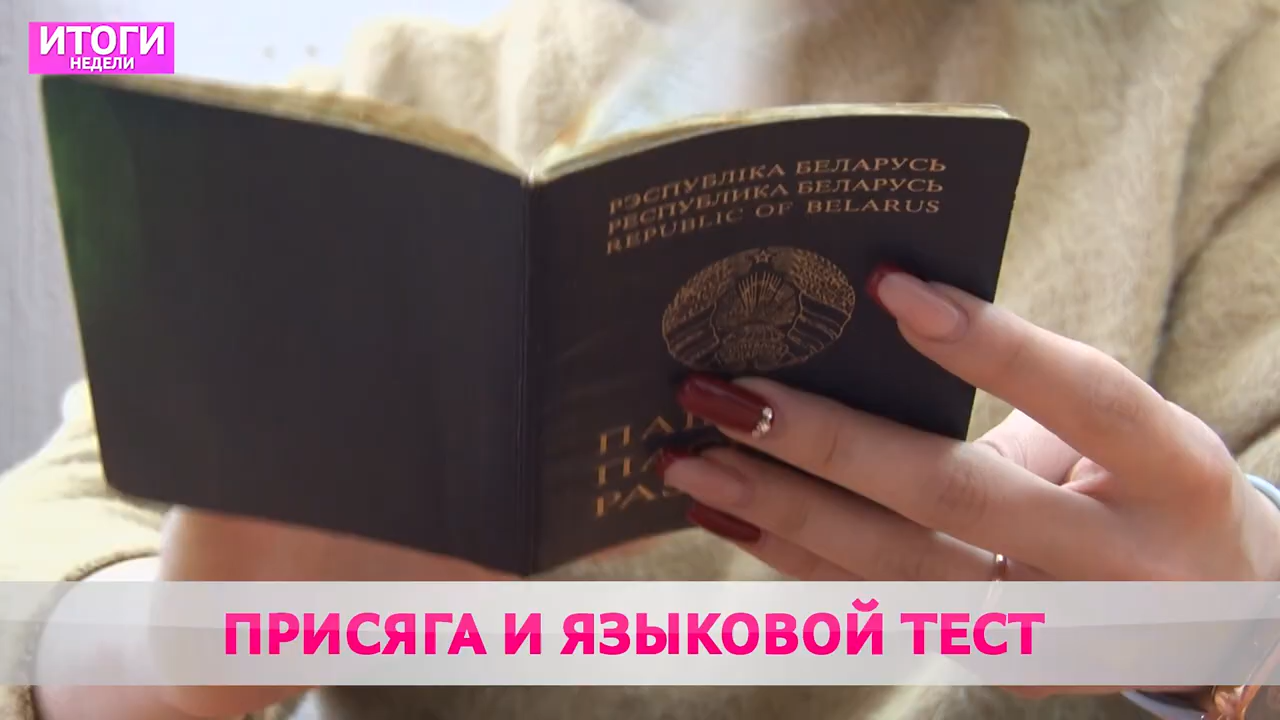 ИТОГИ
НЕДЕЛИ
РЭСПУБЛІКА БЕЛАРУСЬ
РЕСПУБЛИКА БЕЛАРУСЬ
REPUBLIC OF BELARUS
ПРИСЯГА И ЯЗЫКОВОЙ ТЕСТ